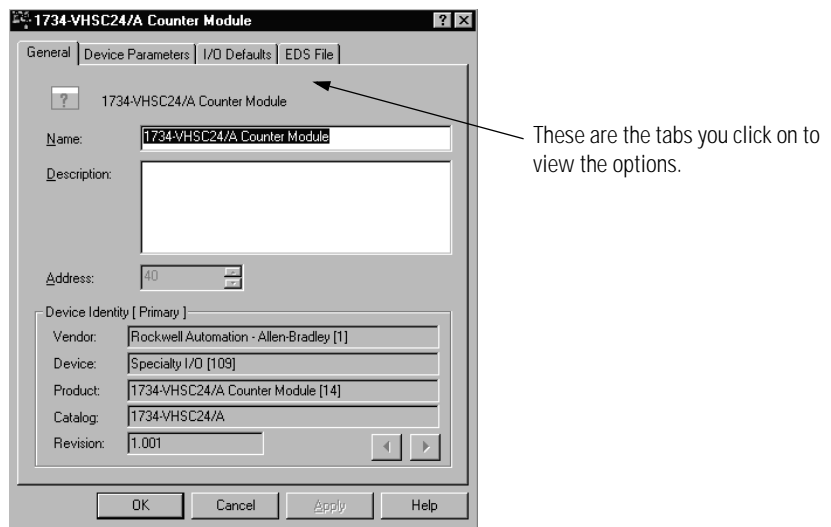 1734-VHSC24/A Counter Module
General Device Parameters I/O Defaults EDS File
1734-VHSC24/A Counter Module
Name: 1734-VHSC24/A Counter Module
Description:
Address: 40
Device Identity [ Primary ]
Vendor: Rockwell Automation - Allen-Bradley [1]
Device: Specialty I/O [109]
Product: 1734-VHSC24/A Counter Module [14]
Catalog: 1734-VHSC24/A
Revision: 1.001
OK Cancel Apply Help
These are the tabs you click on to
view the options.